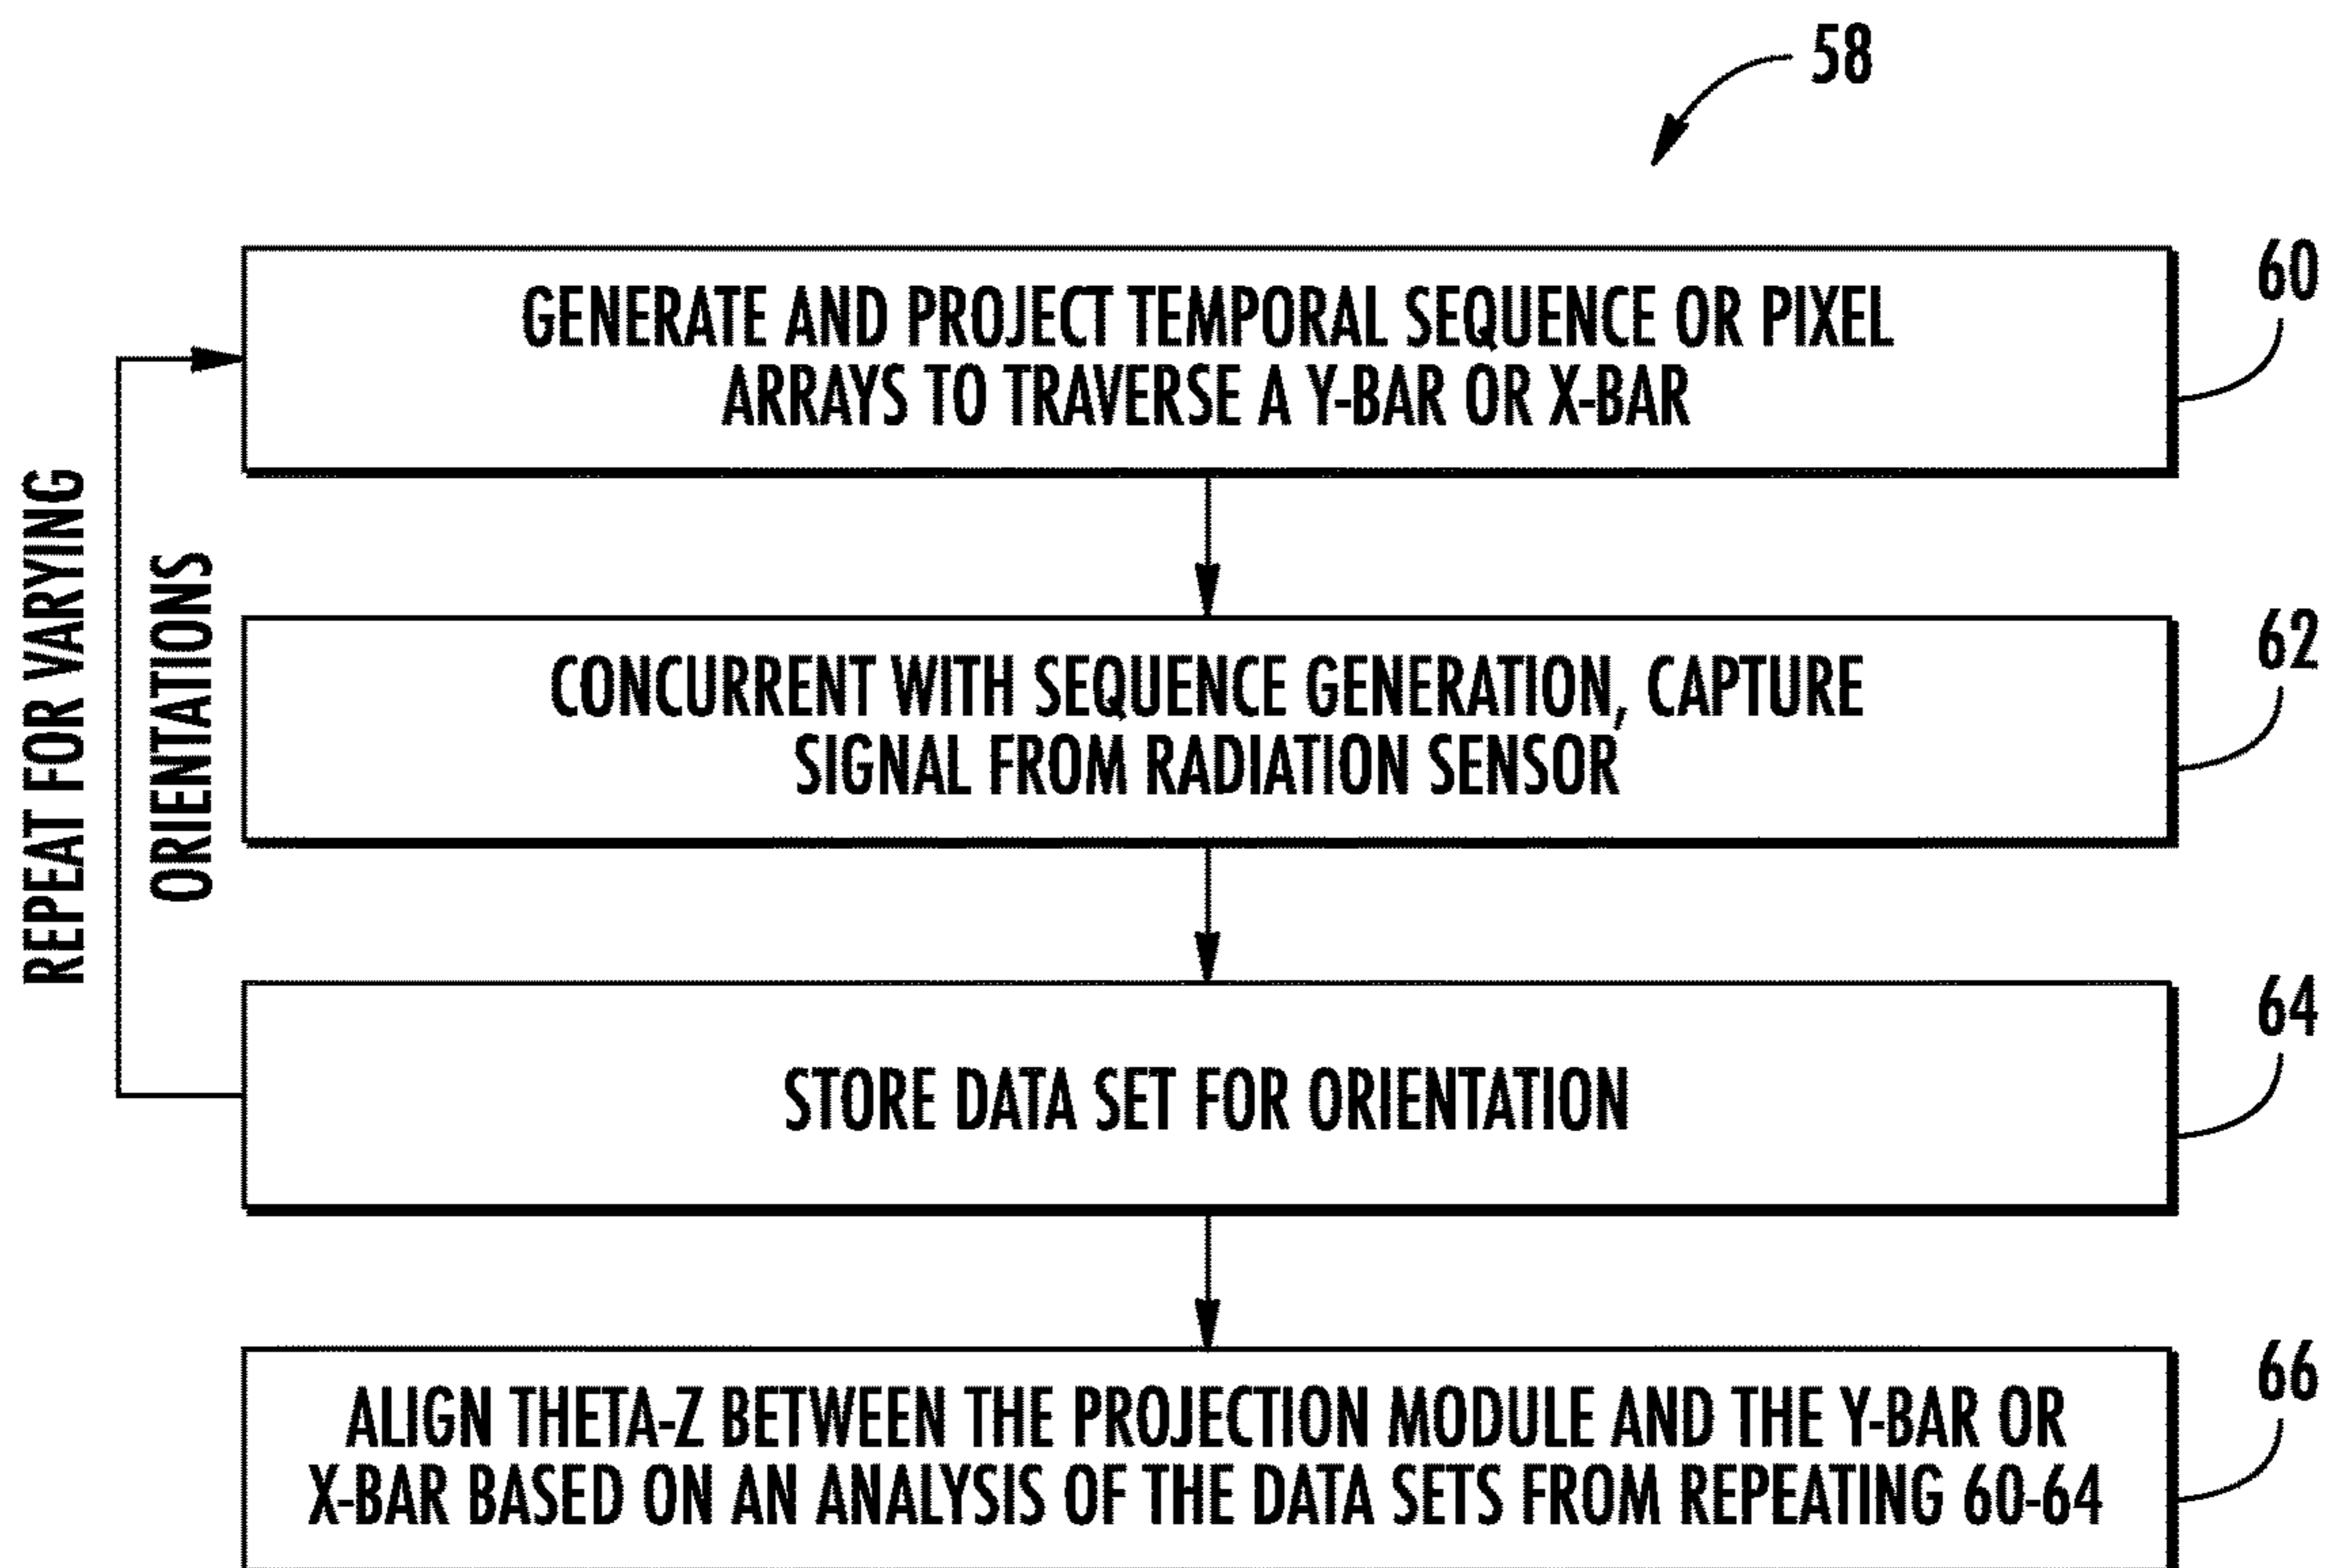 58
GENERATE AND PROJECT TEMPORAL SEQUENCE OR PIXEL
ARRAYS TO TRAVERSE A Y-BAR OR X-BAR
60
REPEAT FOR VARYING
ORIENTATIONS
CONCURRENT WITH SEQUENCE GENERATION, CAPTURE
SIGNAL FROM RADIATION SENSOR
62
STORE DATA SET FOR ORIENTATION
64
ALIGN THETA-Z BETWEEN THE PROJECTION MODULE AND THE Y-BAR OR
X-BAR BASED ON AN ANALYSIS OF THE DATA SETS FROM REPEATING 60-64
66